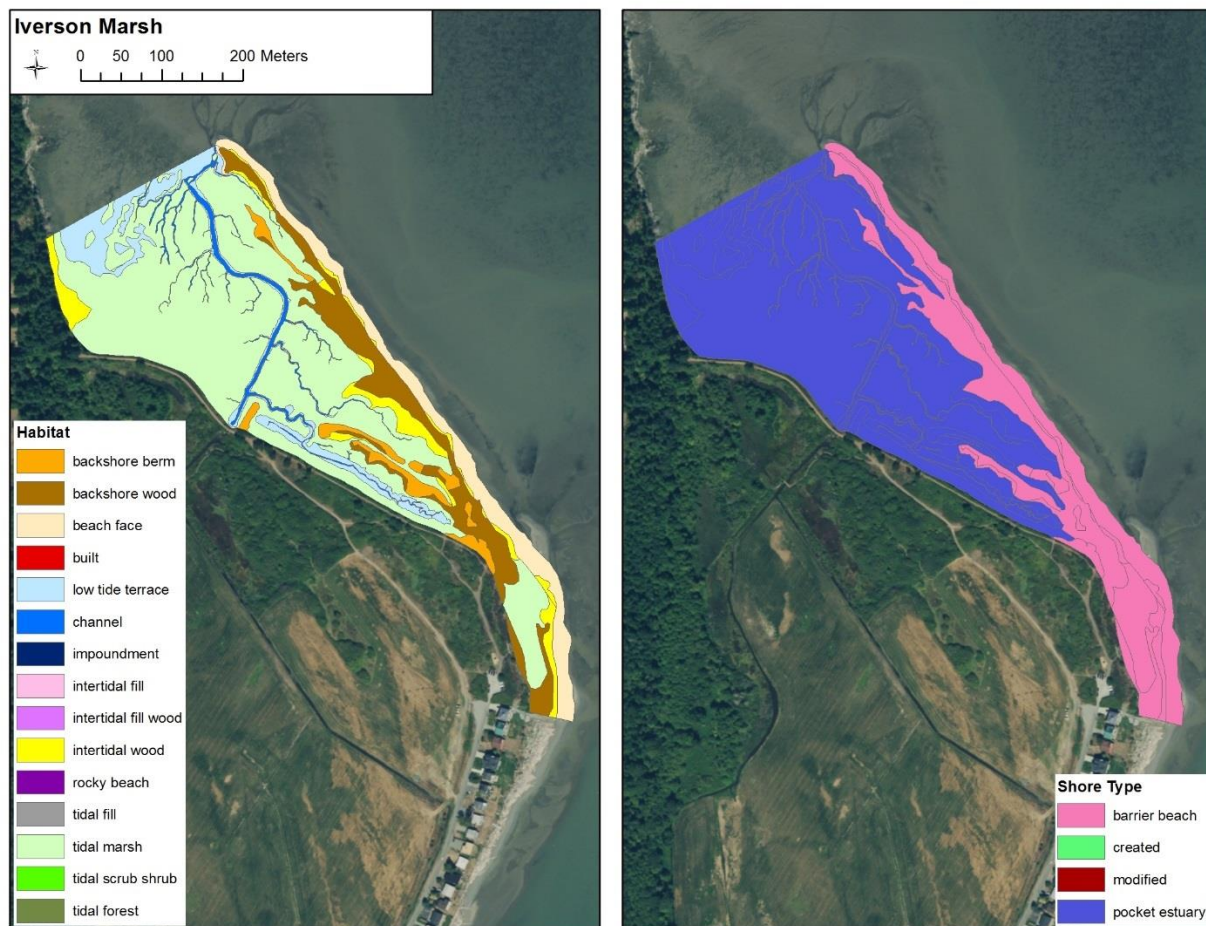 Iverson Marsh
N
0 50 100 200 Meters
Habitat
backshore berm
backshore wood
beach face
built
low tide terrace
channel
impoundment
intertidal fill
intertidal fill wood
intertidal wood
rocky beach
tidal fill
tidal marsh
tidal scrub shrub
tidal forest
Shore Type
barrier beach
created
modified
pocket estuary